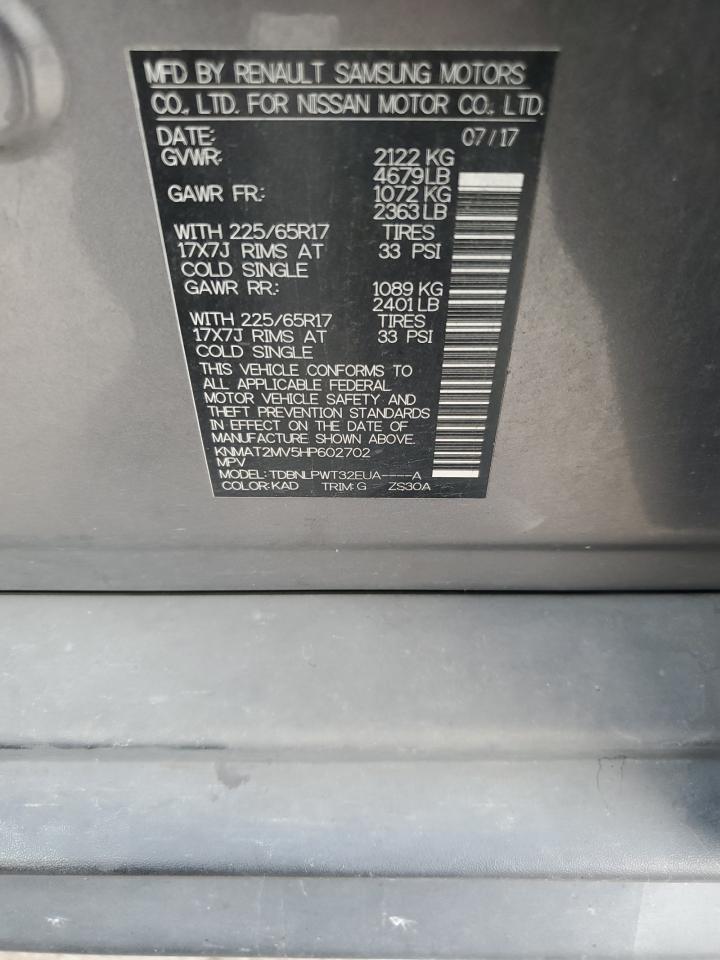 MFD BY RENAULT SAMSUNG MOTORS
CO., LTD. FOR NISSAN MOTOR CO., LTD.
DATE: 07/17
GVWR: 2122 KG
4679LB
GAWR FR.: 1072 KG
2363 LB
WITH 225/65R17 TIRES
17X7J RIMS AT 33 PSI
COLD SINGLE
GAWR RR.: 1089 KG
2401 LB
WITH 225/65R17 TIRES
17X7J RIMS AT 33 PSI
COLD SINGLE
THIS VEHICLE CONFORMS TO
ALL APPLICABLE FEDERAL
MOTOR VEHICLE SAFETY AND
THEFT PREVENTION STANDARDS
IN EFFECT ON THE DATE OF
MANUFACTURE SHOWN ABOVE.
KNMAT2MV5HP602702
MPV
MODEL: TDBNLPWT32EUA----A
COLOR: KAD TRIM: G ZS30A